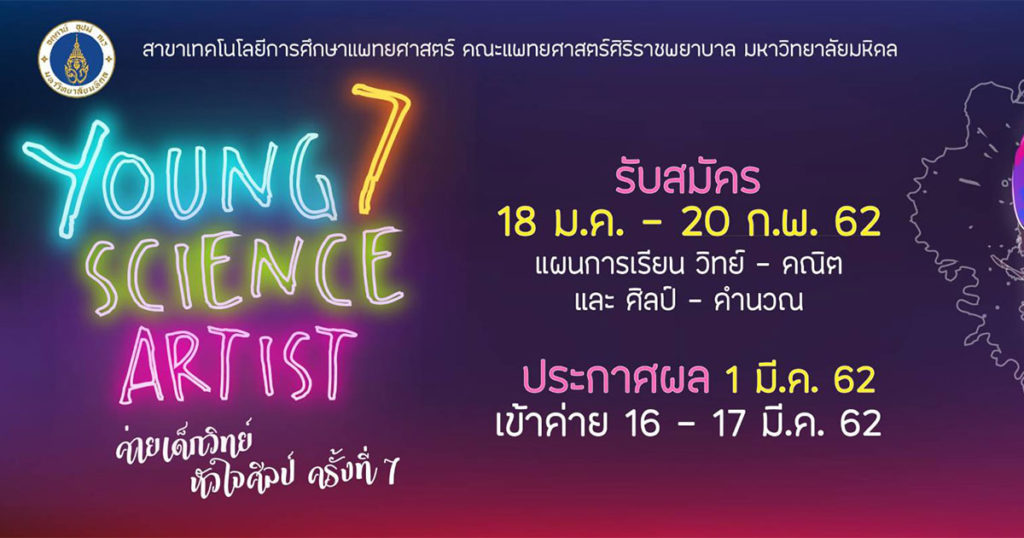 สาขาเทคโนโลยีการศึกษาแพทยศาสตร์ คณะแพทยศาสตร์ศิริราชพยาบาล มหาวิทยาลัยมหิดล
YOUNG 7
SCIENCE
ARTIST
ค่ายเด็กวิทย์
หัวใจศิลป์ ครั้งที่ 7
รับสมัคร
18 ม.ค. – 20 ก.พ. 62
แผนการเรียน วิทย์ – คณิต
และ ศิลป์ – คำนวณ
ประกาศผล 1 มี.ค. 62
เข้าค่าย 16 – 17 มี.ค. 62